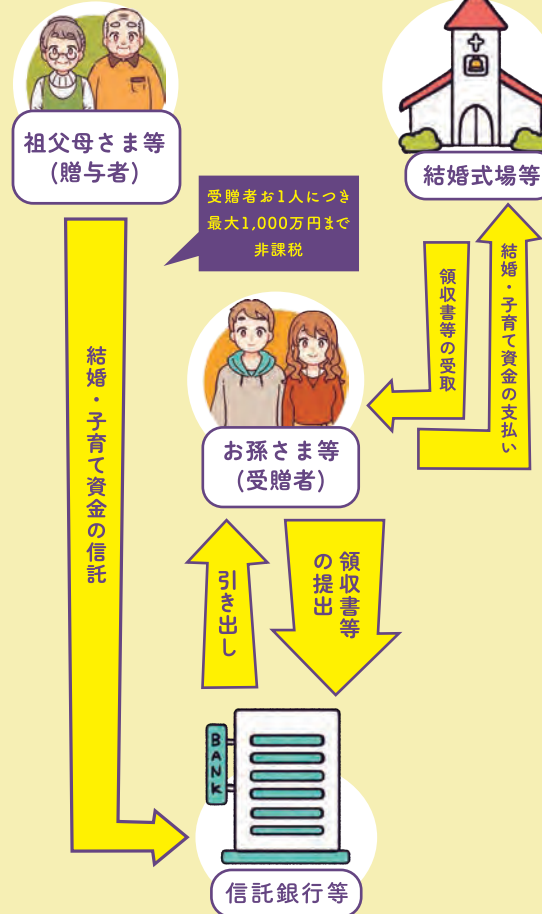 祖父母さま等
(贈与者)
結婚式場等
受贈者お1人につき
最大1,000万円まで
非課税
結婚・子育て資金の信託
領収書等の受取
結婚・子育て資金の支払い
お孫さま等
(受贈者)
引き出し
領収書等
の提出
BANK
信託銀行等